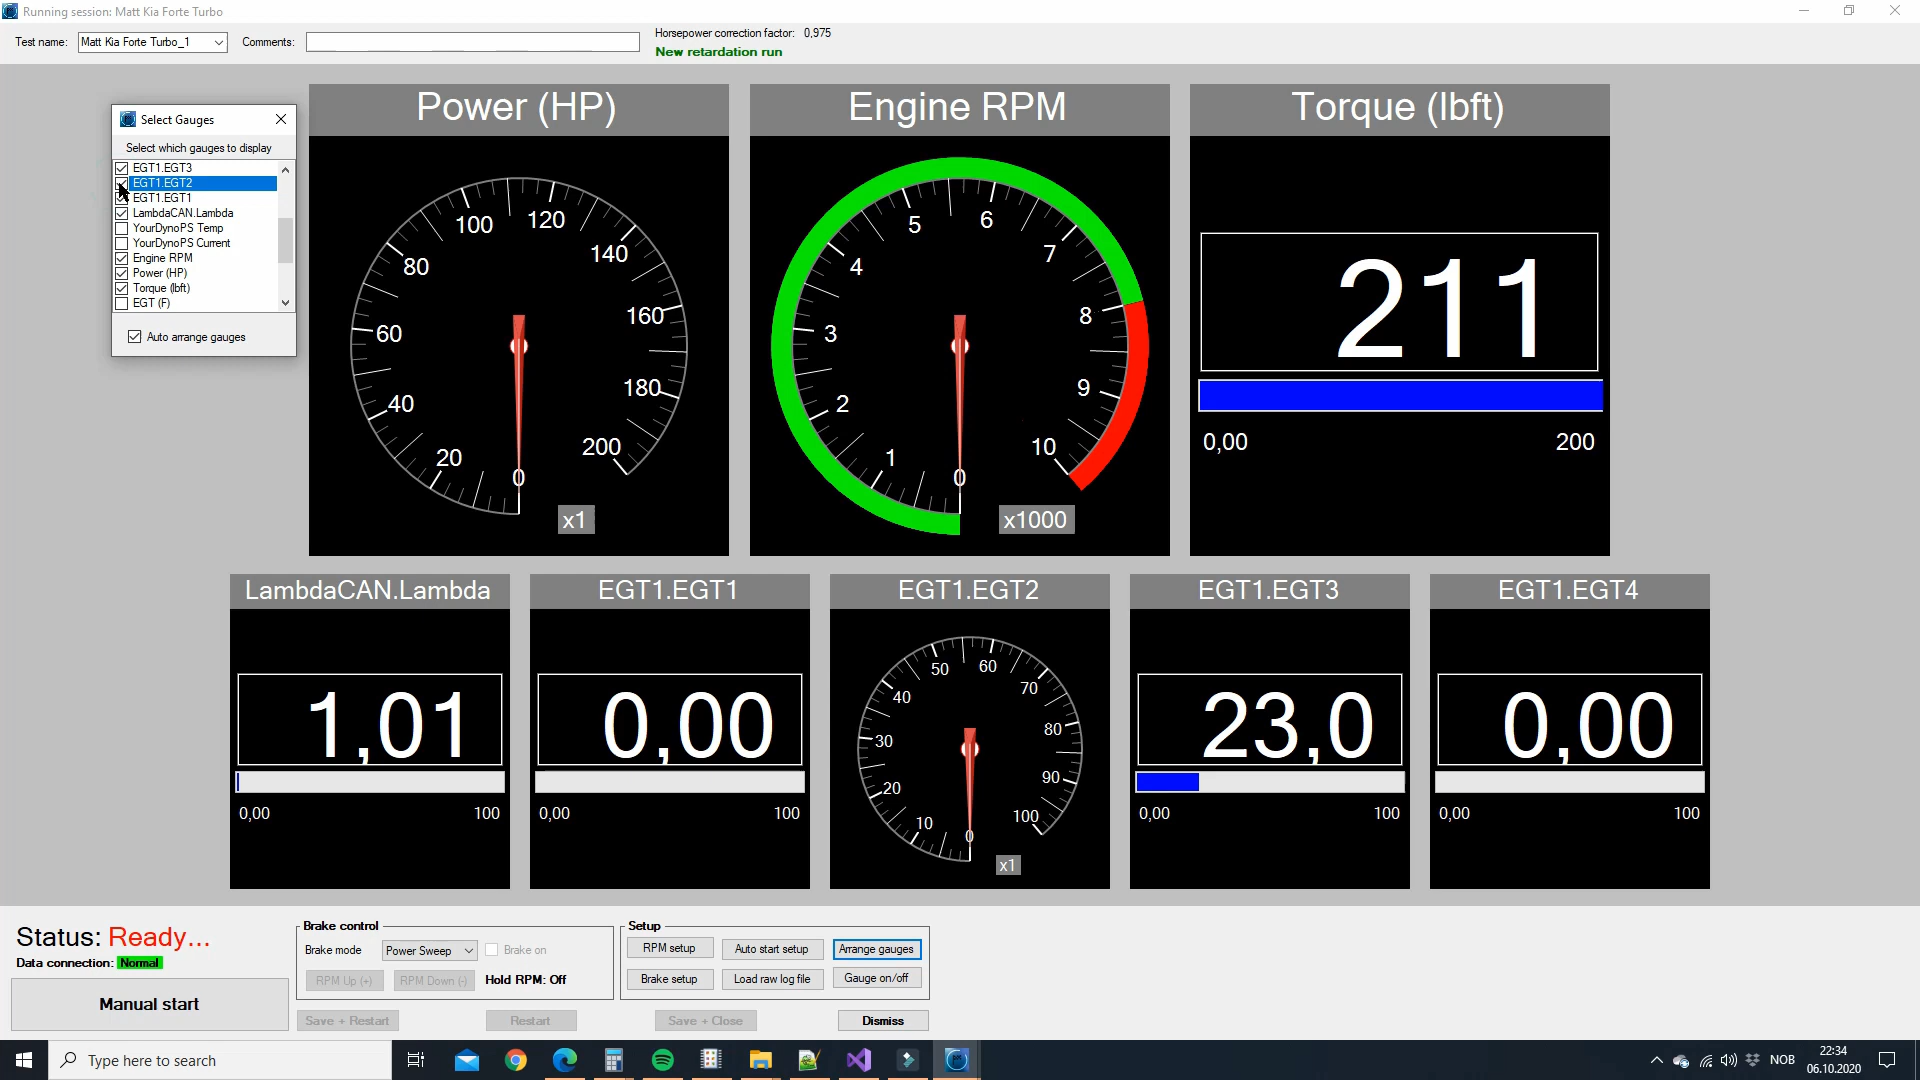 Running session: Matt Kia Forte Turbo
Test name: Matt Kia Forte Turbo_1 Comments:
Horsepower correction factor: 0,975
New retardation run
Select Gauges
Select which gauges to display
EGT1.EGT3
EGT1.EGT2
EGT1.EGT1
LambdaCAN.Lambda
YourDynoPS Temp
YourDynoPS Current
Engine RPM
Power (HP)
Torque (lbft)
EGT (F)
Auto arrange gauges
Power (HP)
0
20
40
60
80
100
120
140
160
180
200
x1
Engine RPM
0
1
2
3
4
5
6
7
8
9
10
x1000
Torque (lbft)
211
0,00 200
LambdaCAN.Lambda
1,01
0,00 100
EGT1.EGT1
0,00
0,00 100
EGT1.EGT2
0
10
20
30
40
50
60
70
80
90
100
x1
EGT1.EGT3
23,0
0,00 100
EGT1.EGT4
0,00
0,00 100
Status: Ready...
Data connection: Normal
Manual start
Brake control
Brake mode Power Sweep Brake on
RPM Up (+) RPM Down (-) Hold RPM: Off
Setup
RPM setup Auto start setup Arrange gauges
Brake setup Load raw log file Gauge on/off
Save + Restart Restart Save + Close Dismiss
Type here to search
NOB
22:34
06.10.2020